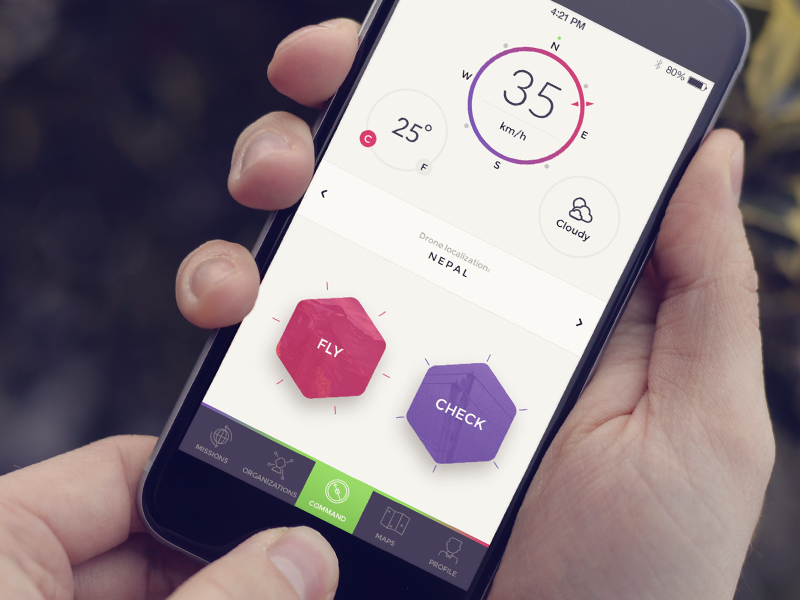 4:21 PM
80%
N
W
35
km/h
E
S
25°
C
F
Cloudy
Drone localization:
NEPAL
FLY
CHECK
MISSIONS
ORGANIZATIONS
COMMAND
MAPS
PROFILE